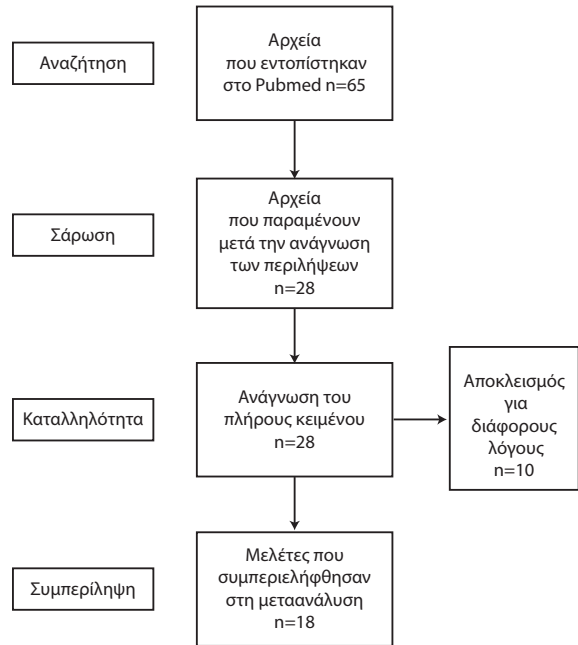 Αναζήτηση
Αρχεία
που εντοπίστηκαν
στο Pubmed n=65
Σάρωση
Αρχεία
που παραμένουν
μετά την ανάγνωση
των περιλήψεων
n=28
Καταλληλότητα
Ανάγνωση του
πλήρους κειμένου
n=28
Αποκλεισμός
για
διάφορους
λόγους
n=10
Συμπερίληψη
Μελέτες που
συμπεριελήφθησαν
στη μεταανάλυση
n=18